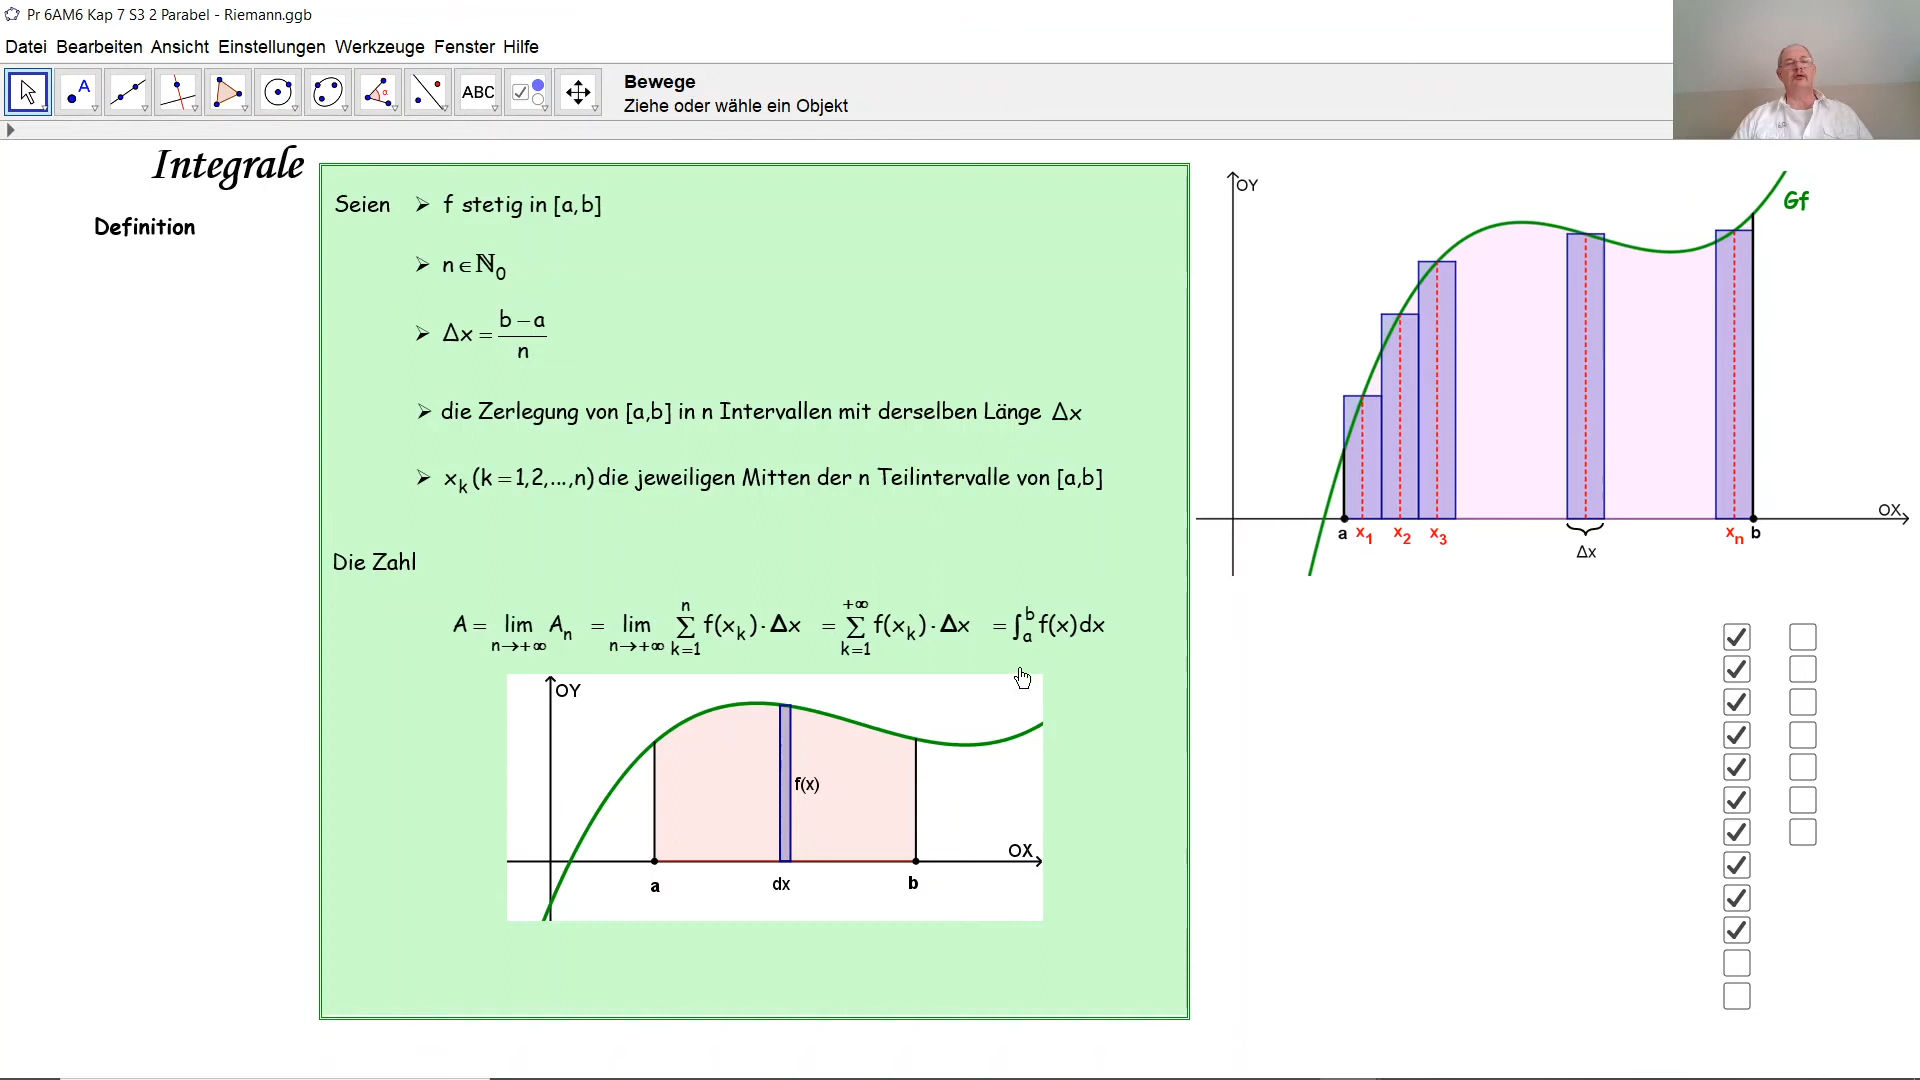 Pr 6AM6 Kap 7 S3 2 Parabel - Riemann.ggb
Datei Bearbeiten Ansicht Einstellungen Werkzeuge Fenster Hilfe
A
α
ABC
Bewege
Ziehe oder wähle ein Objekt
Integrale
Definition
Seien ➢ f stetig in [a,b]
➢ n∈ℕ₀
➢ Δx = (b−a)/n
➢ die Zerlegung von [a,b] in n Intervallen mit derselben Länge Δx
➢ xₖ (k=1,2,...,n) die jeweiligen Mitten der n Teilintervalle von [a,b]
Die Zahl
A = lim n→+∞ Aₙ = lim n→+∞ ∑ k=1 n f(xₖ)·Δx = ∑ k=1 +∞ f(xₖ)·Δx = ∫ₐᵇ f(x)dx
OY
f(x)
OX
a dx b
OY
Gf
OX
a x₁ x₂ x₃ xₙ b
Δx